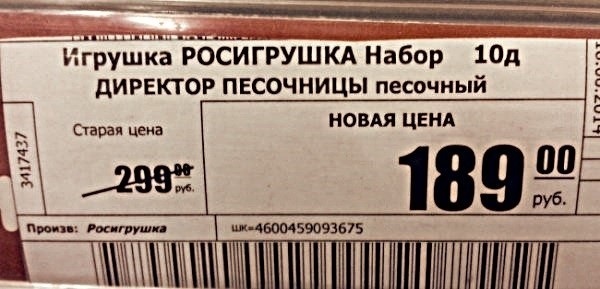 Игрушка РОСИГРУШКА Набор 10д
ДИРЕКТОР ПЕСОЧНИЦЫ песочный
Старая цена
299 00 руб.
НОВАЯ ЦЕНА
189 00 руб.
3417437
Произв: Росигрушка
ШК=4600459093675